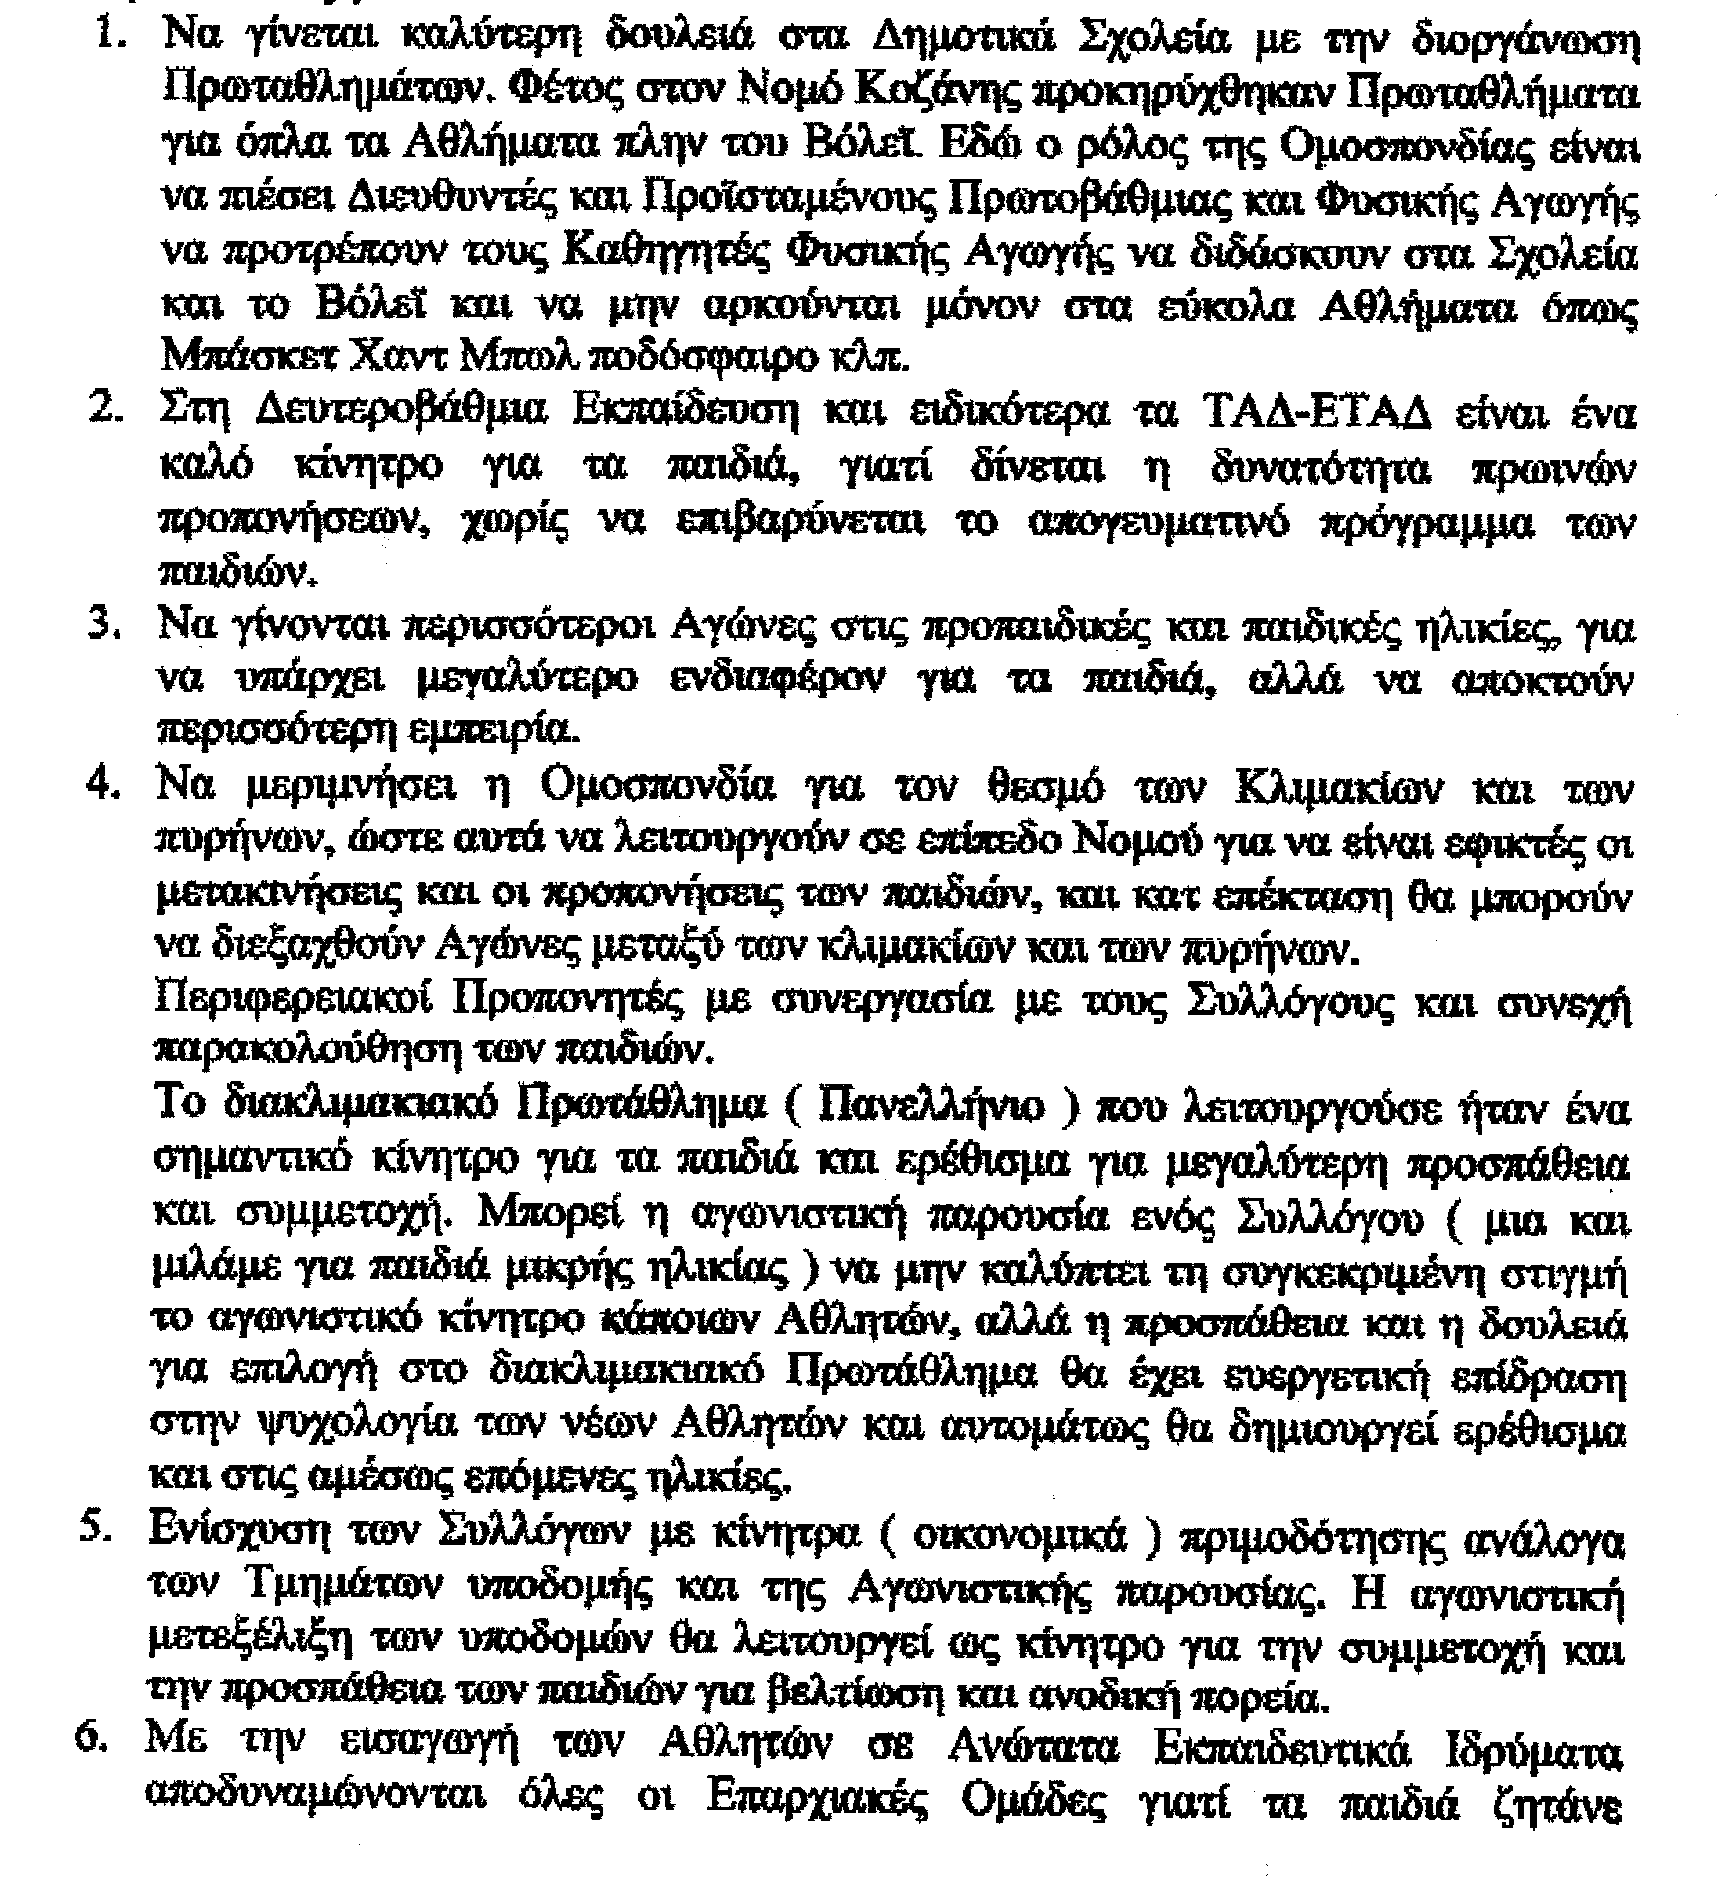 1. Να γίνεται καλύτερη δουλειά στα Δημοτικά Σχολεία με την διοργάνωση
Πρωταθλημάτων. Φέτος στον Νομό Κοζάνης προκηρύχθηκαν Πρωταθλήματα
για όπλα τα Αθλήματα πλην του Βόλεϊ. Εδώ ο ρόλος της Ομοσπονδίας είναι
να πιέσει Διευθυντές και Προϊσταμένους Πρωτοβάθμιας και Φυσικής Αγωγής
να προτρέπουν τους Καθηγητές Φυσικής Αγωγής να διδάσκουν στα Σχολεία
και το Βόλεϊ και να μην αρκούνται μόνον στα εύκολα Αθλήματα όπως
Μπάσκετ Χαντ Μπωλ ποδόσφαιρο κλπ.
2. Στη Δευτεροβάθμια Εκπαίδευση και ειδικότερα τα ΤΑΔ-ΕΤΑΔ είναι ένα
καλό κίνητρο για τα παιδιά, γιατί δίνεται η δυνατότητα πρωινών
προπονήσεων, χωρίς να επιβαρύνεται το απογευματινό πρόγραμμα των
παιδιών.
3. Να γίνονται περισσότεροι Αγώνες στις προπαιδικές και παιδικές ηλικίες,, για
να υπάρχει μεγαλύτερο ενδιαφέρον για τα παιδιά, αλλά να αποκτούν
περισσότερη εμπειρία.
4. Να μεριμνήσει η Ομοσπονδία για τον θεσμό των Κλιμακίων και των
πυρήνων, ώστε αυτά να λειτουργούν σε επίπεδο Νομού για να είναι εφικτές οι
μετακινήσεις και οι προπονήσεις των παιδιών, και κατ επέκταση θα μπορούν
να διεξαχθούν Αγώνες μεταξύ των κλιμακίων και των πυρήνων.
Περιφερειακοί Προπονητές με συνεργασία με τους Συλλόγους και συνεχή
παρακολούθηση των παιδιών.
Το διακλιμακιακό Πρωτάθλημα ( Πανελλήνιο ) που λειτουργούσε ήταν ένα
σημαντικό κίνητρο για τα παιδιά και ερέθισμα για μεγαλύτερη προσπάθεια
και συμμετοχή. Μπορεί η αγωνιστική παρουσία ενός Συλλόγου ( μια και
μιλάμε για παιδιά μικρής ηλικίας ) να μην καλύπτει τη συγκεκριμένη στιγμή
το αγωνιστικό κίνητρο κάποιων Αθλητών, αλλά η προσπάθεια και η δουλειά
για επιλογή στο διακλιμακιακό Πρωτάθλημα θα έχει ευεργετική επίδραση
στην ψυχολογία των νέων Αθλητών και αυτομάτως θα δημιουργεί ερέθισμα
και στις αμέσως επόμενες ηλικίες.
5. Ενίσχυση των Συλλόγων με κίνητρα ( οικονομικά ) πριμοδότησης ανάλογα
των Τμημάτων υποδομής και της Αγωνιστικής παρουσίας. Η αγωνιστική
μετεξέλιξη των υποδομών θα λειτουργεί ως κίνητρο για την συμμετοχή και
την προσπάθεια των παιδιών για βελτίωση και ανοδική πορεία.
6. Με την εισαγωγή των Αθλητών σε Ανώτατα Εκπαιδευτικά Ιδρύματα
αποδυναμώνονται όλες οι Επαρχιακές Ομάδες γιατί τα παιδιά ζητάνε